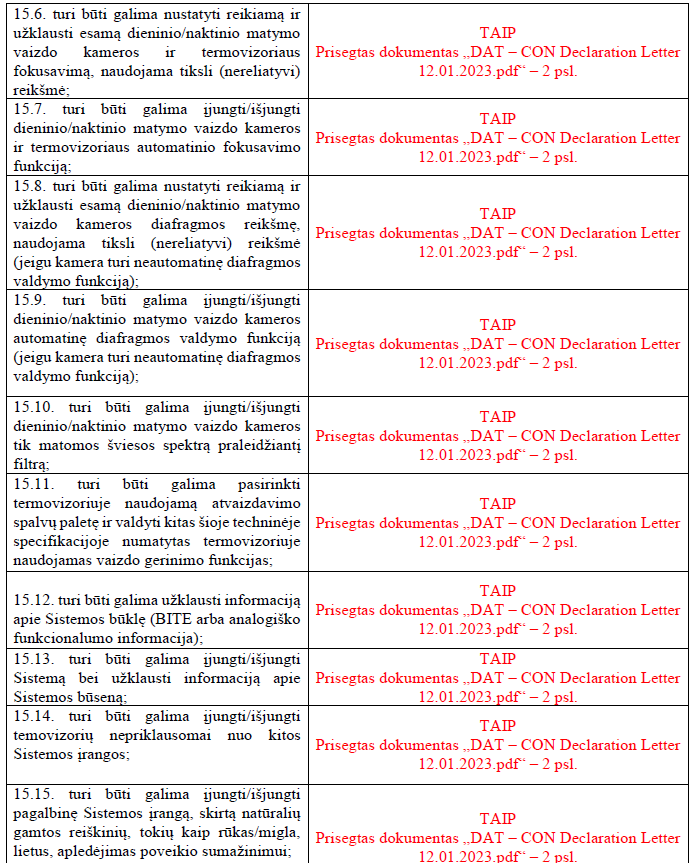 15.6. turi būti galima nustatyti reikiamą ir
užklausti esamą dieninio/naktinio matymo
vaizdo kameros ir termovizoriaus
fokusavimą, naudojama tiksli (nereliatyvi)
reikšmė;
TAIP
Prisegtas dokumentas „DAT – CON Declaration Letter
12.01.2023.pdf“ – 2 psl.
15.7. turi būti galima įjungti/išjungti
dieninio/naktinio matymo vaizdo kameros
ir termovizoriaus automatinio fokusavimo
funkciją;
TAIP
Prisegtas dokumentas „DAT – CON Declaration Letter
12.01.2023.pdf“ – 2 psl.
15.8. turi būti galima nustatyti reikiamą ir
užklausti esamą dieninio/naktinio matymo
vaizdo kameros diafragmos reikšmę,
naudojama tiksli (nereliatyvi) reikšmė
(jeigu kamera turi neautomatinę diafragmos
valdymo funkciją);
TAIP
Prisegtas dokumentas „DAT – CON Declaration Letter
12.01.2023.pdf“ – 2 psl.
15.9. turi būti galima įjungti/išjungti
dieninio/naktinio matymo vaizdo kameros
automatinę diafragmos valdymo funkciją
(jeigu kamera turi neautomatinę diafragmos
valdymo funkciją);
TAIP
Prisegtas dokumentas „DAT – CON Declaration Letter
12.01.2023.pdf“ – 2 psl.
15.10. turi būti galima įjungti/išjungti
dieninio/naktinio matymo vaizdo kameros
tik matomos šviesos spektrą praleidžiantį
filtrą;
TAIP
Prisegtas dokumentas „DAT – CON Declaration Letter
12.01.2023.pdf“ – 2 psl.
15.11. turi būti galima pasirinkti
termovizoriuje naudojamą atvaizdavimo
spalvų paletę ir valdyti kitas šioje techninėje
specifikacijoje numatytas termovizoriuje
naudojamas vaizdo gerinimo funkcijas;
TAIP
Prisegtas dokumentas „DAT – CON Declaration Letter
12.01.2023.pdf“ – 2 psl.
15.12. turi būti galima užklausti informaciją
apie Sistemos būklę (BITE arba analogiško
funkcionalumo informacija);
TAIP
Prisegtas dokumentas „DAT – CON Declaration Letter
12.01.2023.pdf“ – 2 psl.
15.13. turi būti galima įjungti/išjungti
Sistemą bei užklausti informaciją apie
Sistemos būseną;
TAIP
Prisegtas dokumentas „DAT – CON Declaration Letter
12.01.2023.pdf“ – 2 psl.
15.14. turi būti galima įjungti/išjungti
temovizorių nepriklausomai nuo kitos
Sistemos įrangos;
TAIP
Prisegtas dokumentas „DAT – CON Declaration Letter
12.01.2023.pdf“ – 2 psl.
15.15. turi būti galima įjungti/išjungti
pagalbinę Sistemos įrangą, skirtą natūralių
gamtos reiškinių, tokių kaip rūkas/migla,
lietus, apledėjimas poveikio sumažinimui;
TAIP
Prisegtas dokumentas „DAT – CON Declaration Letter
12.01.2023.pdf“ – 2 psl.